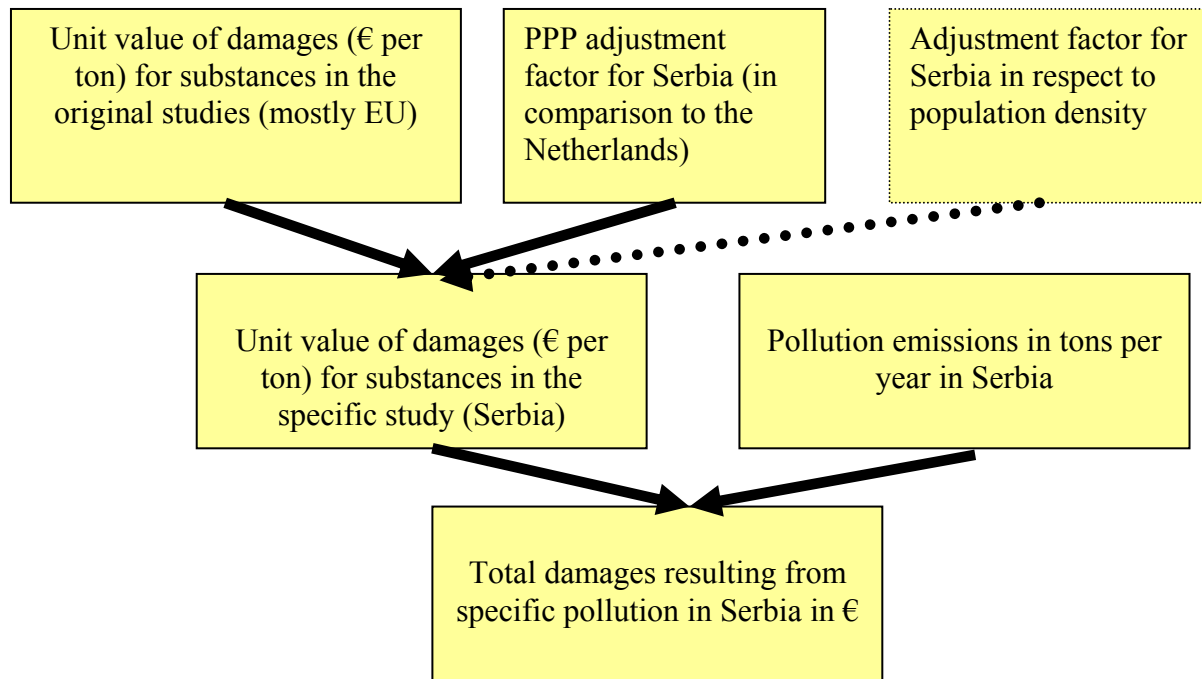 Unit value of damages (€ per
ton) for substances in the
original studies (mostly EU)
PPP adjustment
factor for Serbia (in
comparison to the
Netherlands)
Adjustment factor for
Serbia in respect to
population density
Unit value of damages (€ per
ton) for substances in the
specific study (Serbia)
Pollution emissions in tons per
year in Serbia
Total damages resulting from
specific pollution in Serbia in €